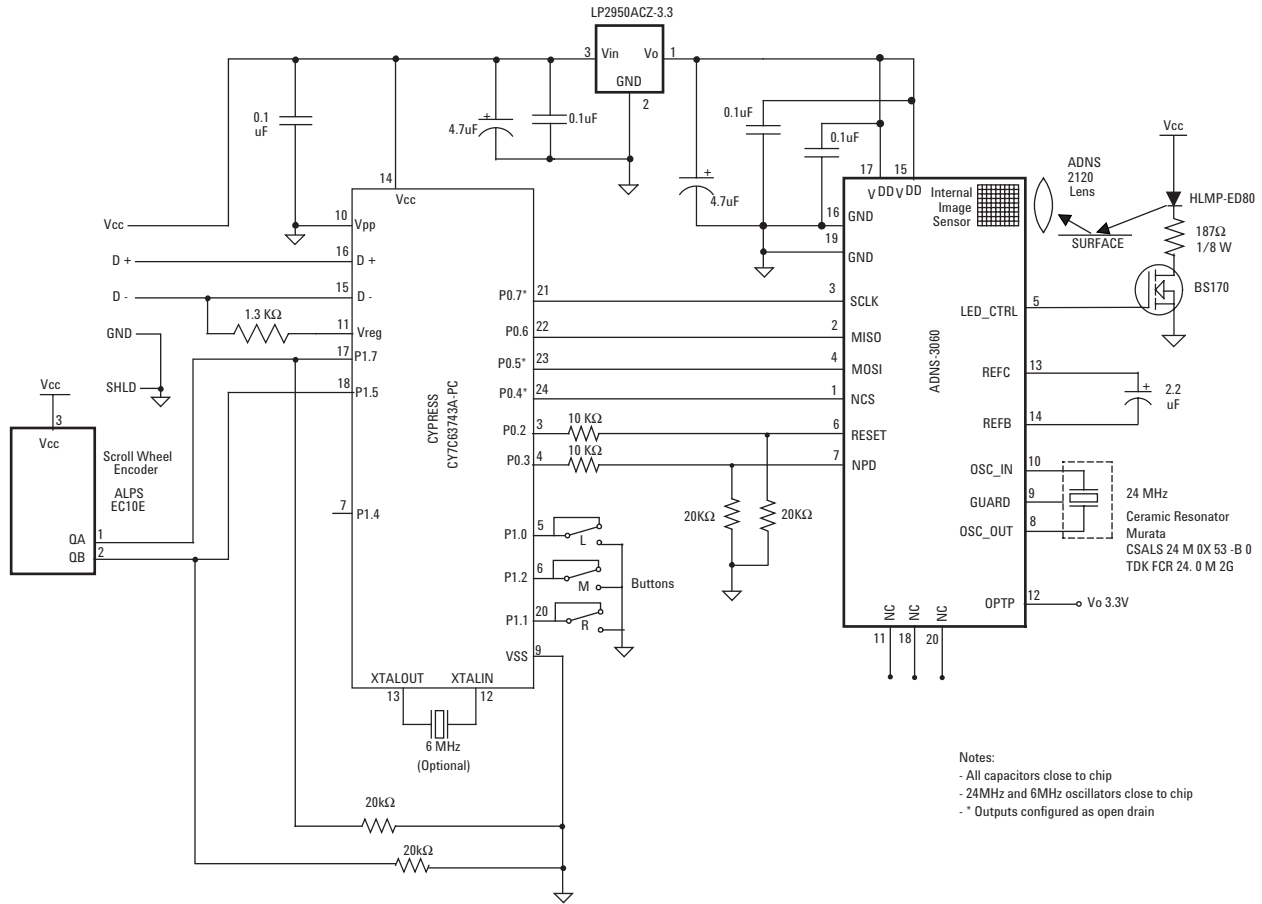 LP2950ACZ-3.3
3 Vin Vo 1
GND
2
0.1
uF
4.7uF
0.1uF
0.1uF
0.1uF
4.7uF
14
Vcc
Vcc
10 Vpp
16
D + D +
15
D - D -
1.3 KΩ
11 Vreg
GND
17 P1.7
SHLD
18 P1.5
Vcc
3
Vcc
Scroll Wheel
Encoder
ALPS
EC10E
QA 1
QB 2
7 P1.4
CYPRESS
CY7C63743A-PC
P0.7* 21
P0.6 22
P0.5* 23
P0.4* 24
P0.2 3
10 KΩ
P0.3 4
10 KΩ
20KΩ
20KΩ
P1.0 5
L
P1.2 6
M
Buttons
P1.1 20
R
VSS 9
XTALOUT XTALIN
13 12
6 MHz
(Optional)
20kΩ
20kΩ
17 15
VDD VDD
Internal
Image
Sensor
16 GND
19 GND
3 SCLK
2 MISO
4 MOSI
1 NCS
6 RESET
7 NPD
ADNS-3060
ADNS
2120
Lens
SURFACE
Vcc
HLMP-ED80
187Ω
1/8 W
BS170
LED_CTRL 5
REFC 13
2.2
uF
REFB 14
OSC_IN 10
GUARD 9
OSC_OUT 8
24 MHz
Ceramic Resonator
Murata
CSALS 24 M 0X 53 -B 0
TDK FCR 24. 0 M 2G
OPTP 12
Vo 3.3V
NC NC NC
11 18 20
Notes:
- All capacitors close to chip
- 24MHz and 6MHz oscillators close to chip
- * Outputs configured as open drain